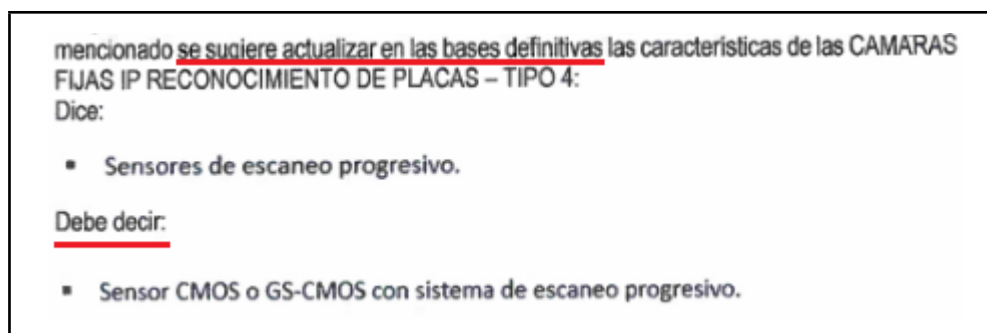 mencionado se sugiere actualizar en las bases definitivas las características de las CAMARAS
FIJAS IP RECONOCIMIENTO DE PLACAS – TIPO 4:
Dice:
▪ Sensores de escaneo progresivo.
Debe decir:
▪ Sensor CMOS o GS-CMOS con sistema de escaneo progresivo.